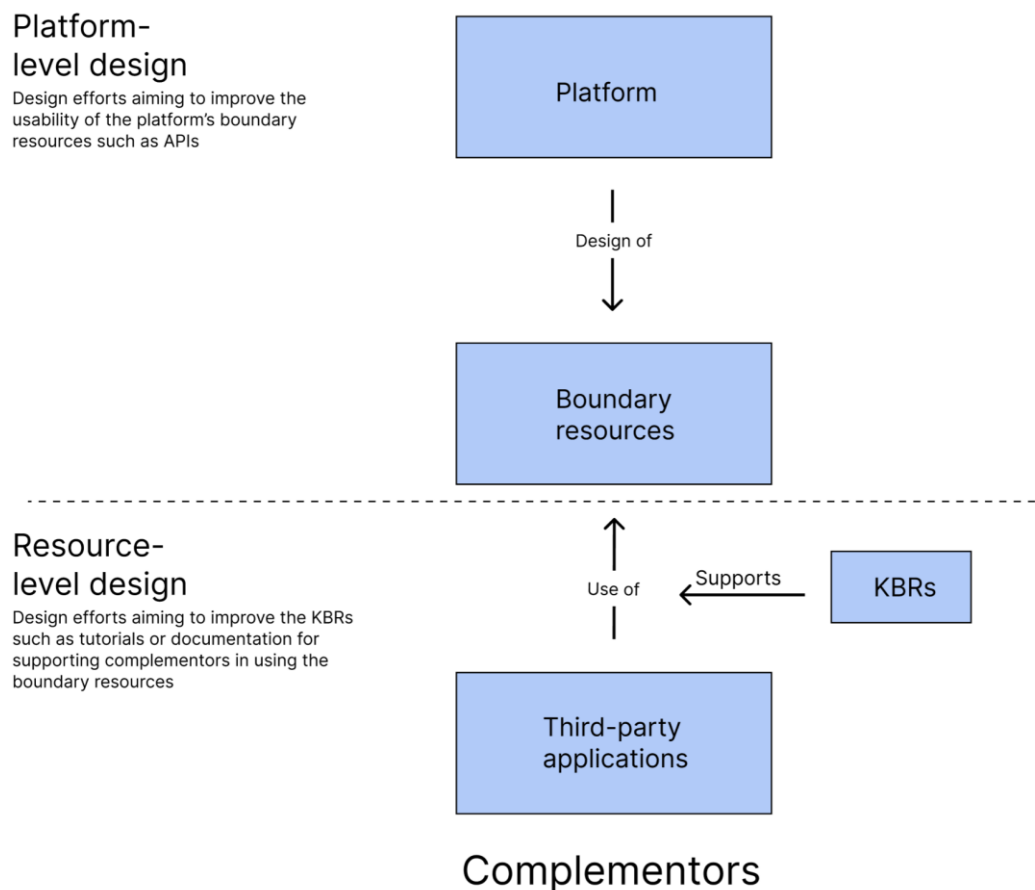 Platform-
level design
Design efforts aiming to improve the
usability of the platform's boundary
resources such as APIs
Platform
Design of
Boundary
resources
Resource-
level design
Design efforts aiming to improve the KBRs
such as tutorials or documentation for
supporting complementors in using the
boundary resources
Use of
Supports
KBRs
Third-party
applications
Complementors